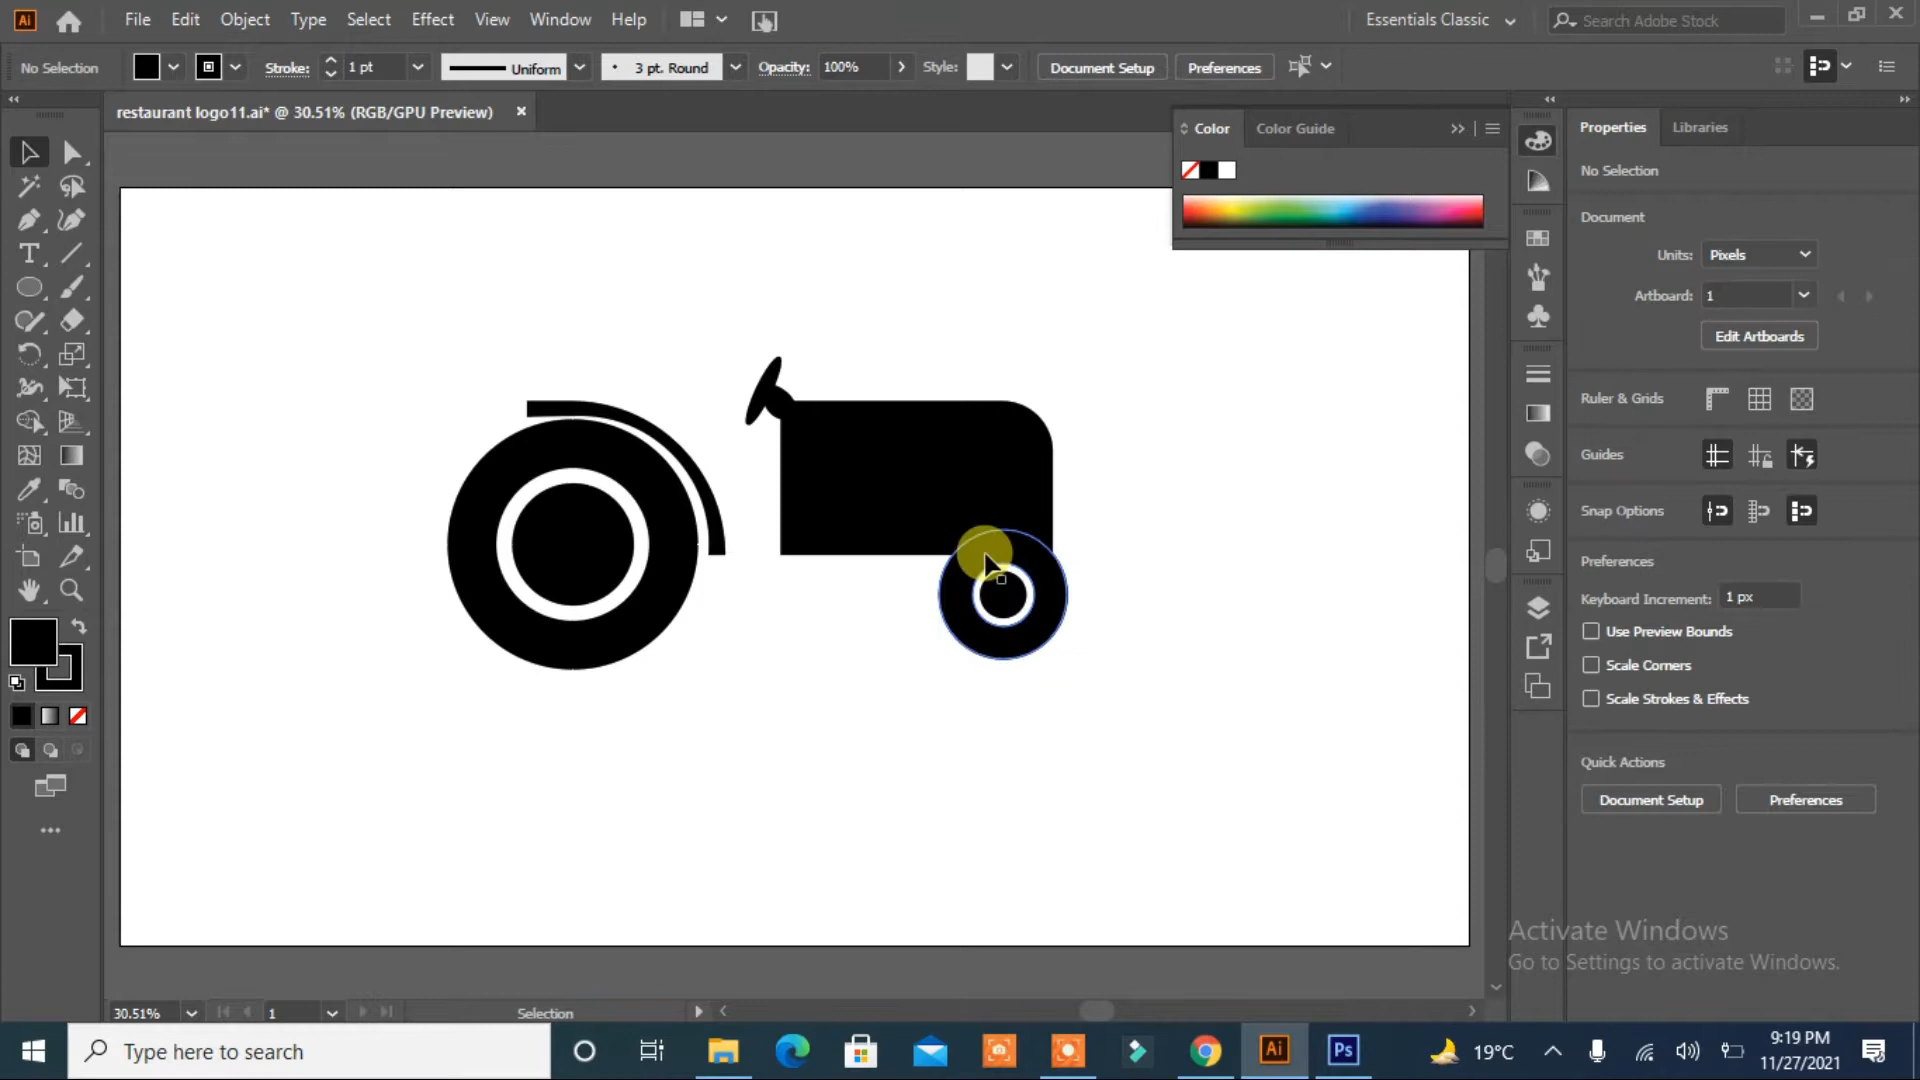 Ai File Edit Object Type Select Effect View Window Help Essentials Classic Search Adobe Stock
No Selection Stroke: 1 pt Uniform 3 pt. Round Opacity: 100% Style: Document Setup Preferences
restaurant logo11.ai* @ 30.51% (RGB/GPU Preview) ×
Color Color Guide
Properties Libraries
No Selection
Document
Units: Pixels
Artboard: 1
Edit Artboards
Ruler & Grids
Guides
Snap Options
Preferences
Keyboard Increment: 1 px
Use Preview Bounds
Scale Corners
Scale Strokes & Effects
Quick Actions
Document Setup Preferences
Activate Windows
Go to Settings to activate Windows.
30.51% 1 Selection
Type here to search Ai Ps 19°C 9:19 PM
11/27/2021